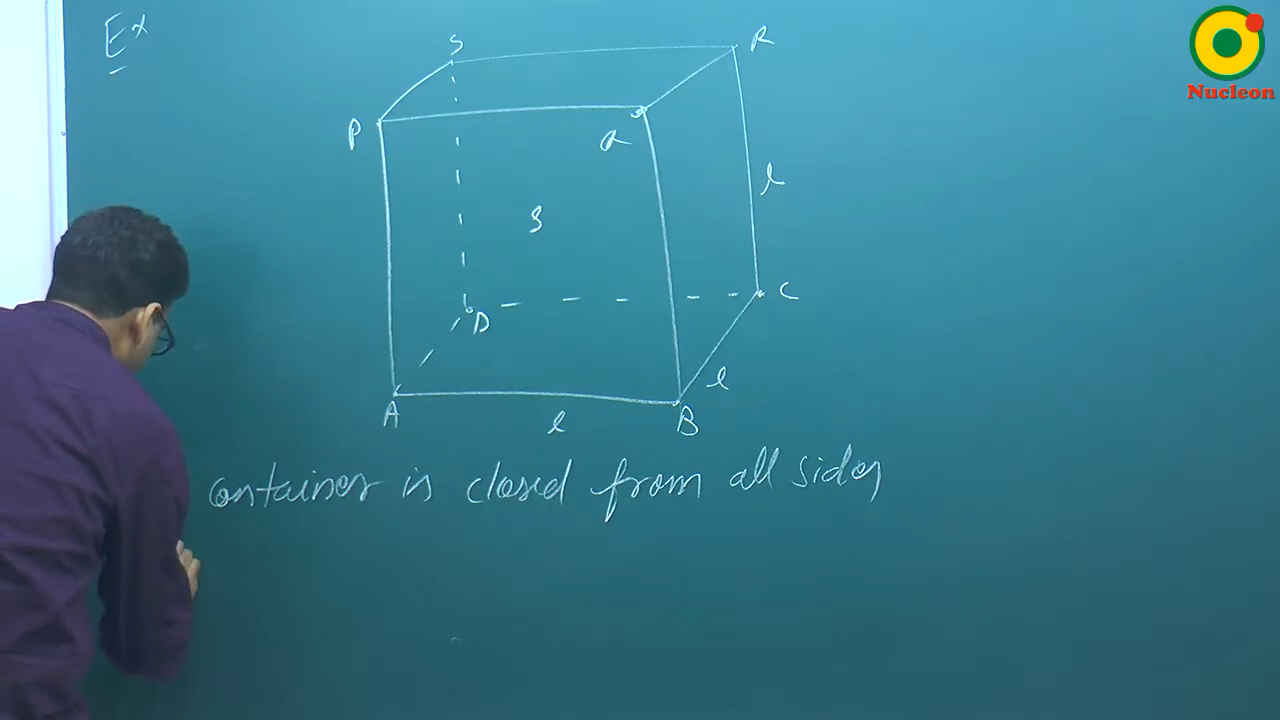 Ex
Nucleon
S
R
P
Q
l
S
D
C
l
A
l
B
container is closed from all sides